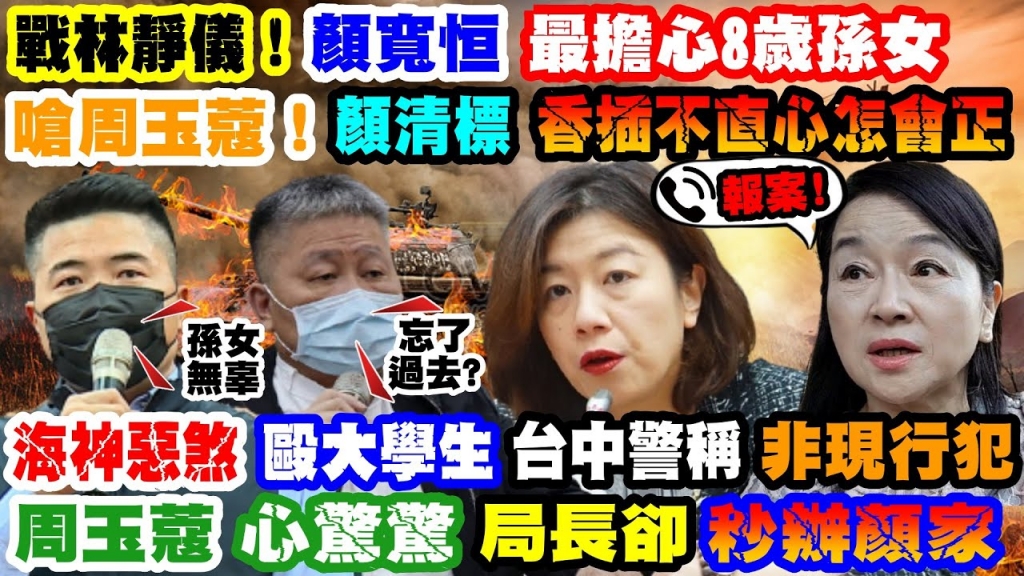 戰林靜儀！顏寬恒 最擔心8歲孫女
嗆周玉蔻！顏清標 香插不直心怎會正
報案！
孫女
無辜
忘了
過去?
海神惡煞 毆大學生 台中警稱 非現行犯
周玉蔻 心驚驚 局長卻 秒辦顏家